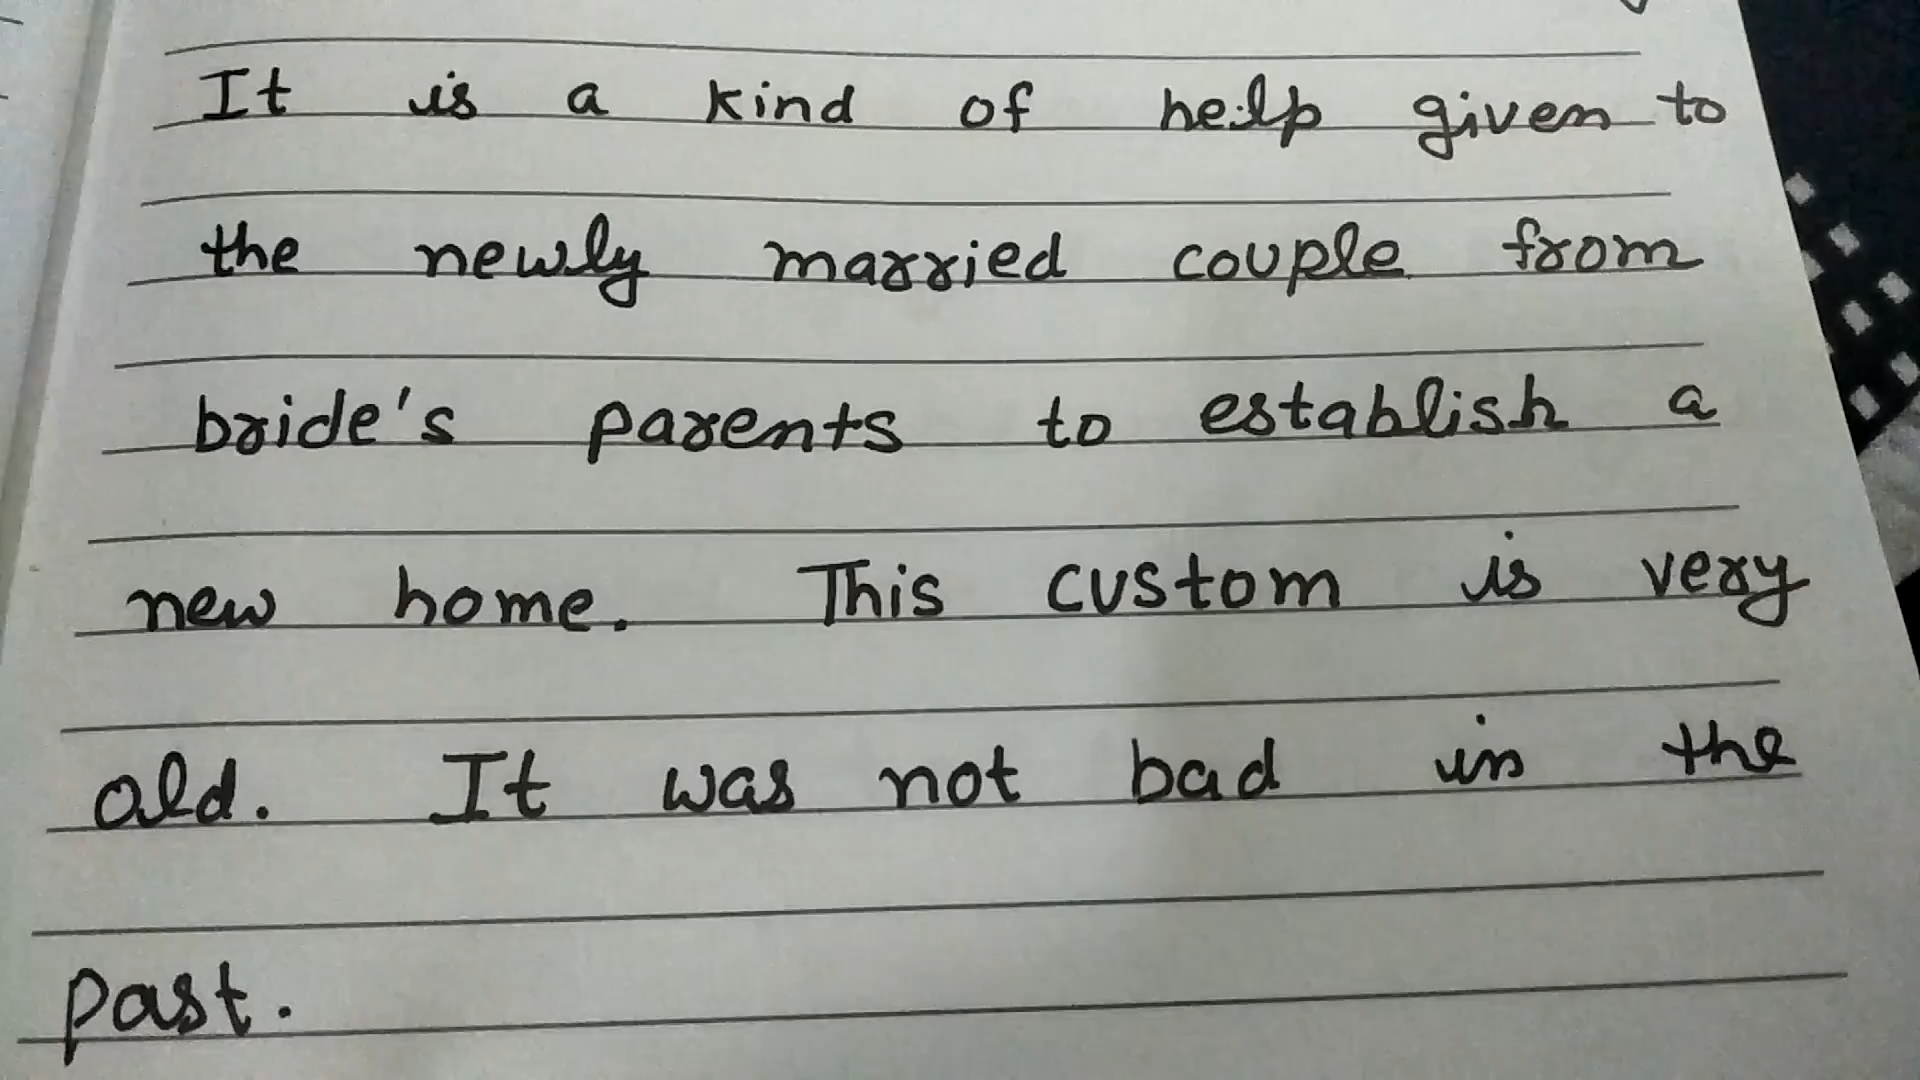 It is a kind of help given to
the newly married couple from
bride's parents to establish a
new home. This custom is very
old. It was not bad in the
past.